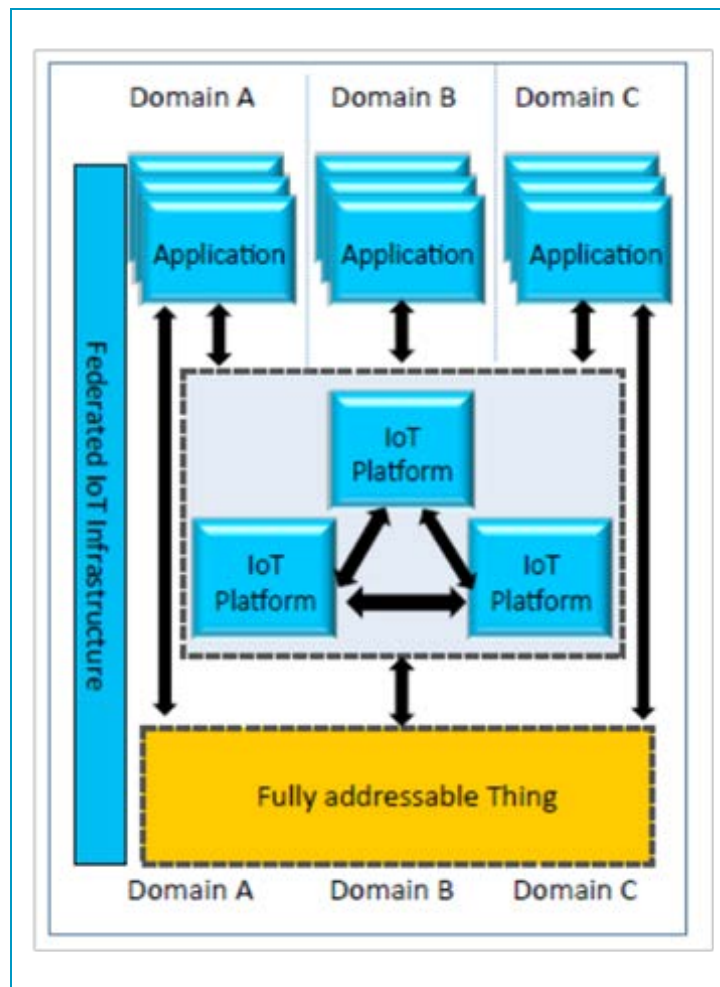 Domain A
Domain B
Domain C
Application
Application
Application
Federated IoT Infrastructure
IoT
Platform
IoT
Platform
IoT
Platform
Fully addressable Thing
Domain A
Domain B
Domain C